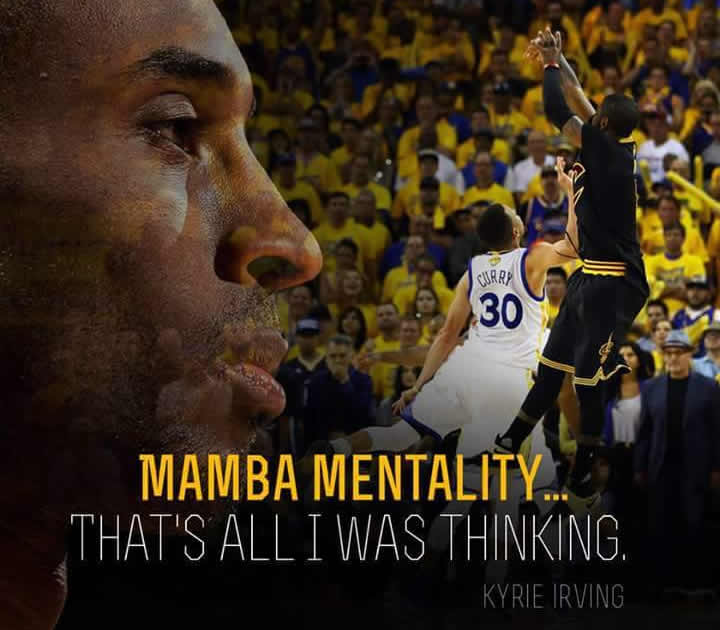 CURRY
30
MAMBA MENTALITY...
THAT'S ALL I WAS THINKING.
KYRIE IRVING